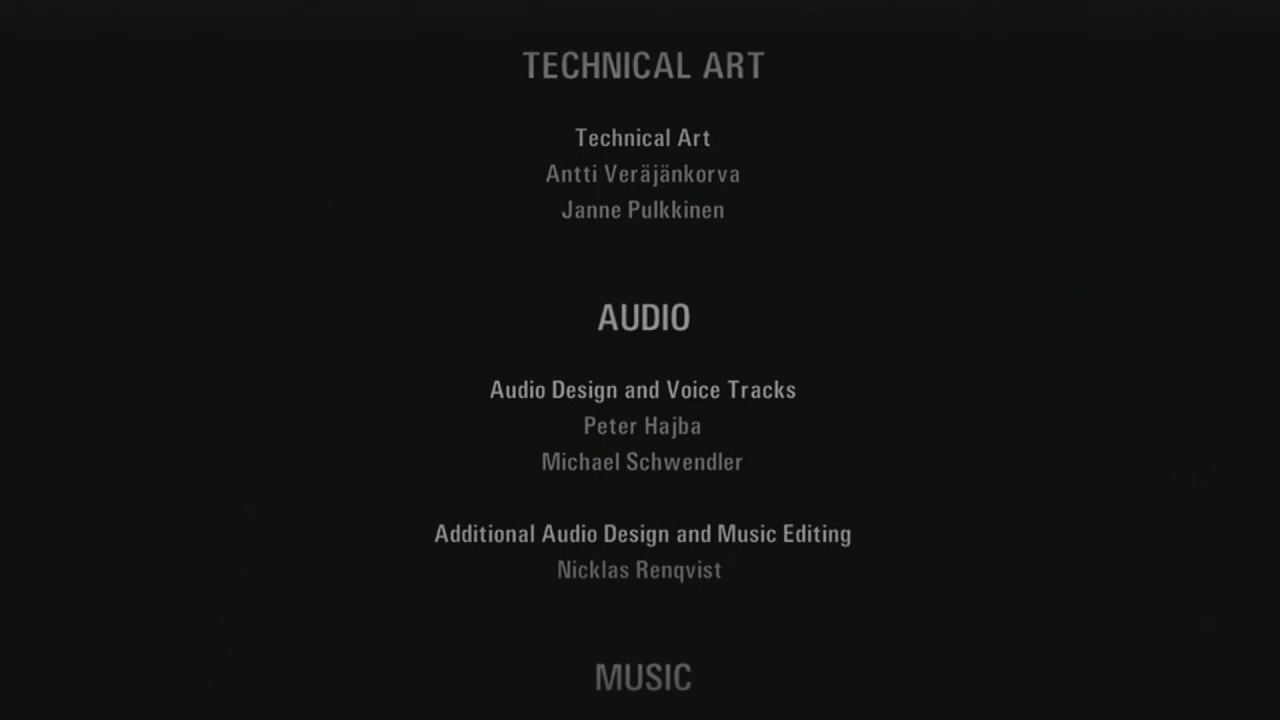 TECHNICAL ART
Technical Art
Antti Veräjänkorva
Janne Pulkkinen
AUDIO
Audio Design and Voice Tracks
Peter Hajba
Michael Schwendler
Additional Audio Design and Music Editing
Nicklas Renqvist
MUSIC